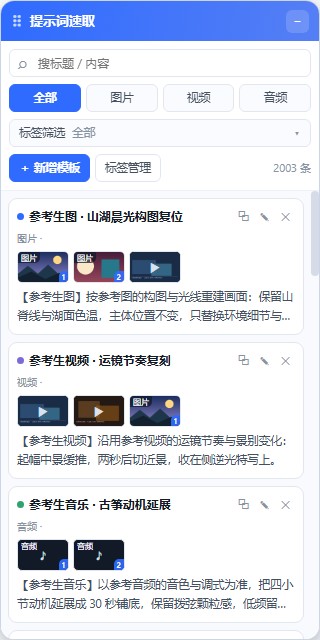 提示词速取
搜标题 / 内容
全部
图片
视频
音频
标签筛选 全部
+ 新增模板
标签管理
2003 条
参考生图 · 山湖晨光构图复位
图片 ·
图片 1
图片 2
【参考生图】按参考图的构图与光线重建画面：保留山
脊线与湖面色温，主体位置不变，只替换环境细节与...
参考生视频 · 运镜节奏复刻
视频 ·
图片 1
【参考生视频】沿用参考视频的运镜节奏与景别变化：
起幅中景缓推，两秒后切近景，收在侧逆光特写上。
参考生音乐 · 古筝动机延展
音频 ·
音频 1
音频 2
【参考生音乐】以参考音频的音色与调式为准，把四小
节动机延展成 30 秒铺底，保留拨弦颗粒感，低频留...